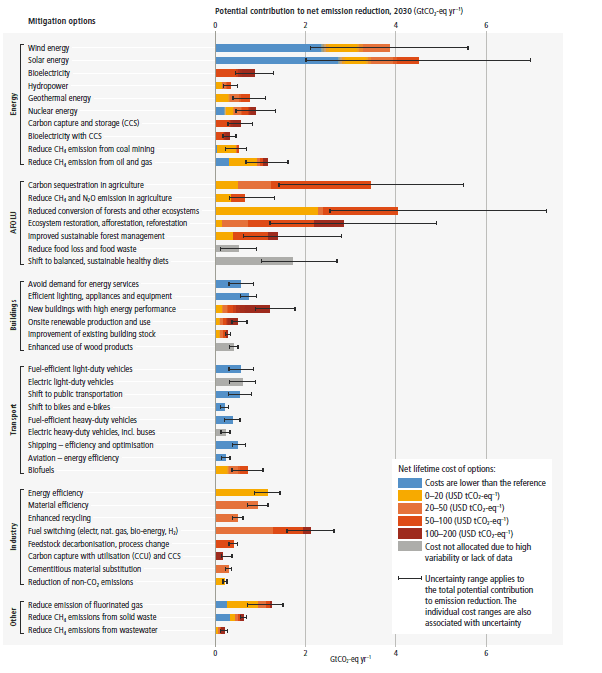 Potential contribution to net emission reduction, 2030 (GtCO₂-eq yr⁻¹)
Mitigation options
0 2 4 6
Energy
Wind energy
Solar energy
Bioelectricity
Hydropower
Geothermal energy
Nuclear energy
Carbon capture and storage (CCS)
Bioelectricity with CCS
Reduce CH₄ emission from coal mining
Reduce CH₄ emission from oil and gas
AFOLU
Carbon sequestration in agriculture
Reduce CH₄ and N₂O emission in agriculture
Reduced conversion of forests and other ecosystems
Ecosystem restoration, afforestation, reforestation
Improved sustainable forest management
Reduce food loss and food waste
Shift to balanced, sustainable healthy diets
Buildings
Avoid demand for energy services
Efficient lighting, appliances and equipment
New buildings with high energy performance
Onsite renewable production and use
Improvement of existing building stock
Enhanced use of wood products
Transport
Fuel-efficient light-duty vehicles
Electric light-duty vehicles
Shift to public transportation
Shift to bikes and e-bikes
Fuel-efficient heavy-duty vehicles
Electric heavy-duty vehicles, incl. buses
Shipping – efficiency and optimisation
Aviation – energy efficiency
Biofuels
Industry
Energy efficiency
Material efficiency
Enhanced recycling
Fuel switching (electr, nat. gas, bio-energy, H₂)
Feedstock decarbonisation, process change
Carbon capture with utilisation (CCU) and CCS
Cementitious material substitution
Reduction of non-CO₂ emissions
Other
Reduce emission of fluorinated gas
Reduce CH₄ emissions from solid waste
Reduce CH₄ emissions from wastewater
0 2 4 6
GtCO₂-eq yr⁻¹
Net lifetime cost of options:
Costs are lower than the reference
0–20 (USD tCO₂-eq⁻¹)
20–50 (USD tCO₂-eq⁻¹)
50–100 (USD tCO₂-eq⁻¹)
100–200 (USD tCO₂-eq⁻¹)
Cost not allocated due to high
variability or lack of data
Uncertainty range applies to
the total potential contribution
to emission reduction. The
individual cost ranges are also
associated with uncertainty